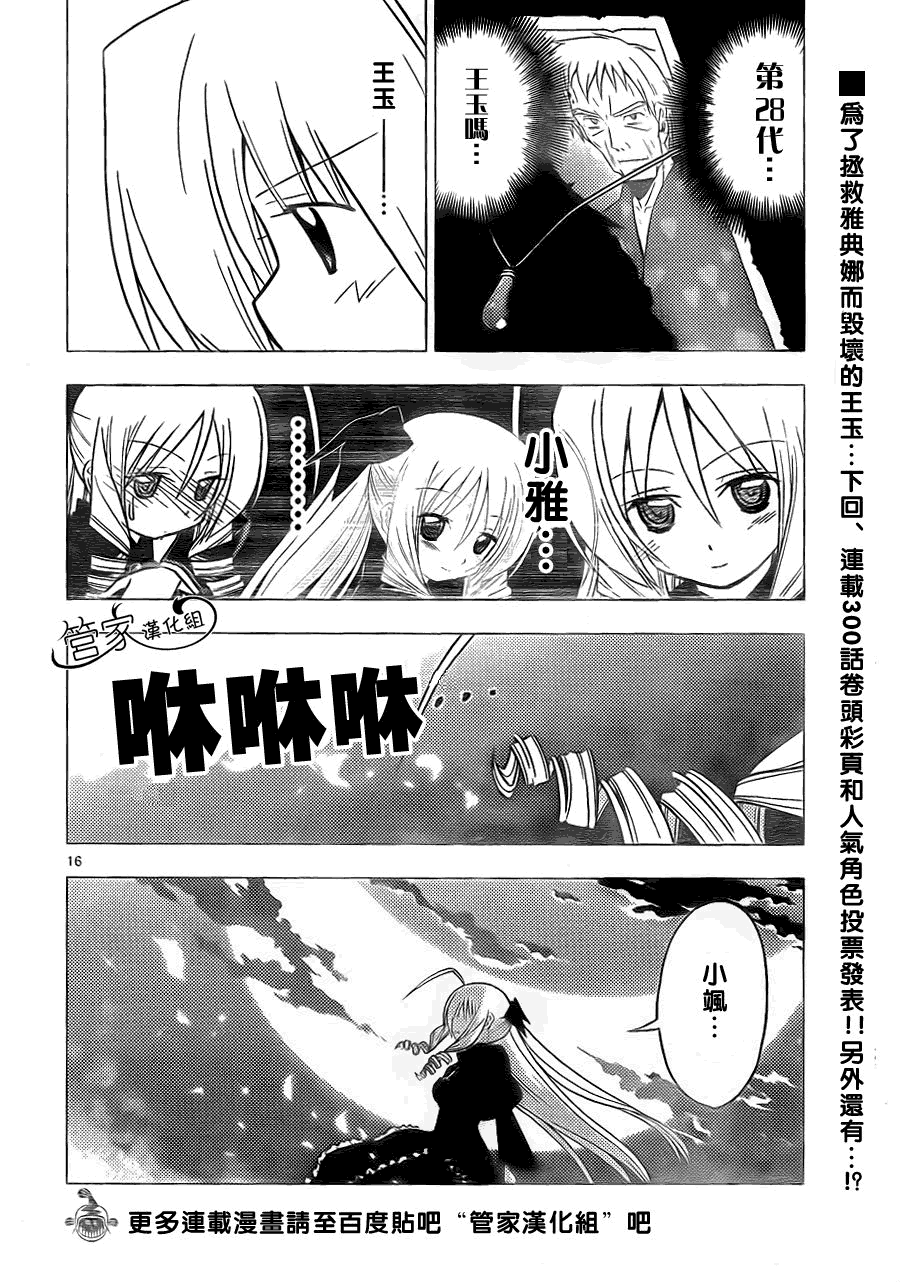 第28代…
王玉嗎…
王玉———……
小雅…
………
管家漢化組
咻咻咻…
16
小颯…
■為了拯救雅典娜而毀壞的王玉…下回、連載300話卷頭彩頁和人氣角色投票發表!!另外還有…!?
更多連載漫畫請至百度貼吧“管家漢化組”吧